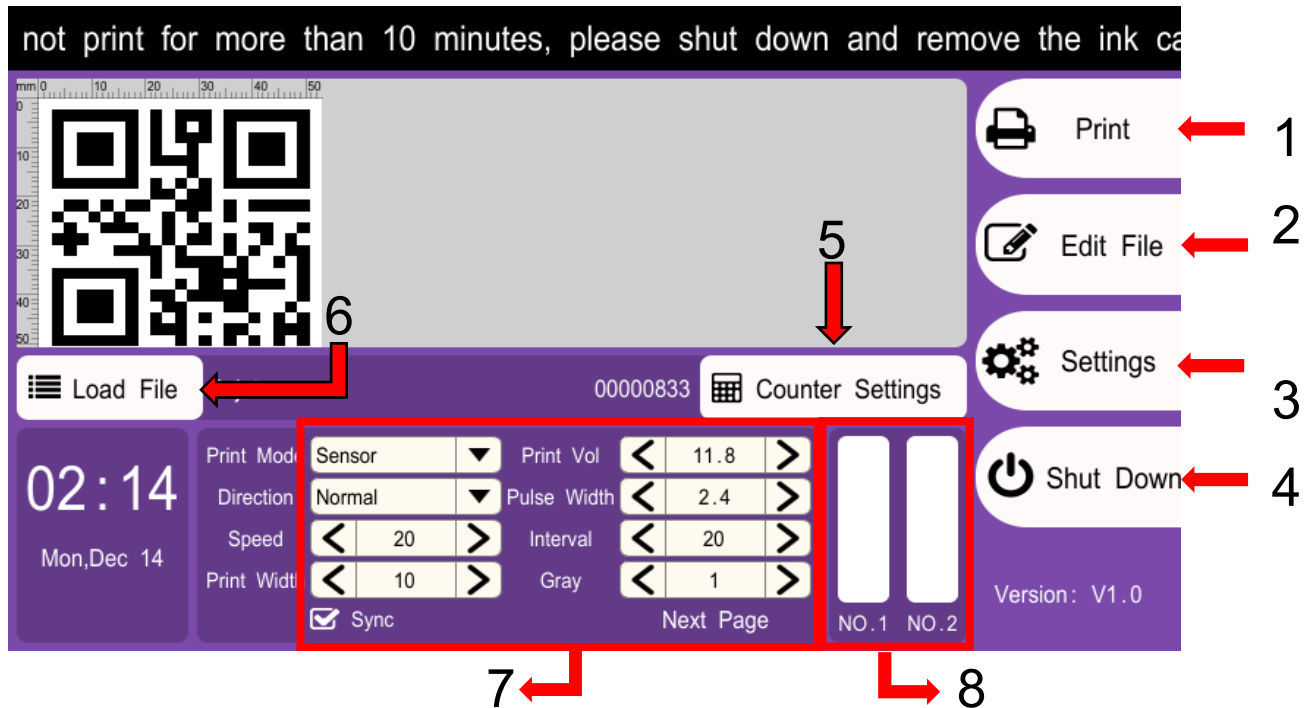 not print for more than 10 minutes, please shut down and remove the ink
mm 0 10 20 30 40 50
0
10
20
30
40
50
Print
1
Edit File
2
5
6
Settings
3
Load File
00000833
Counter Settings
Shut Down
4
02:14
Mon,Dec 14
Print Mode Sensor Print Vol 11.8
Direction Normal Pulse Width 2.4
Speed 20 Interval 20
Print Width 10 Gray 1
Sync Next Page
NO.1 NO.2
Version: V1.0
7
8